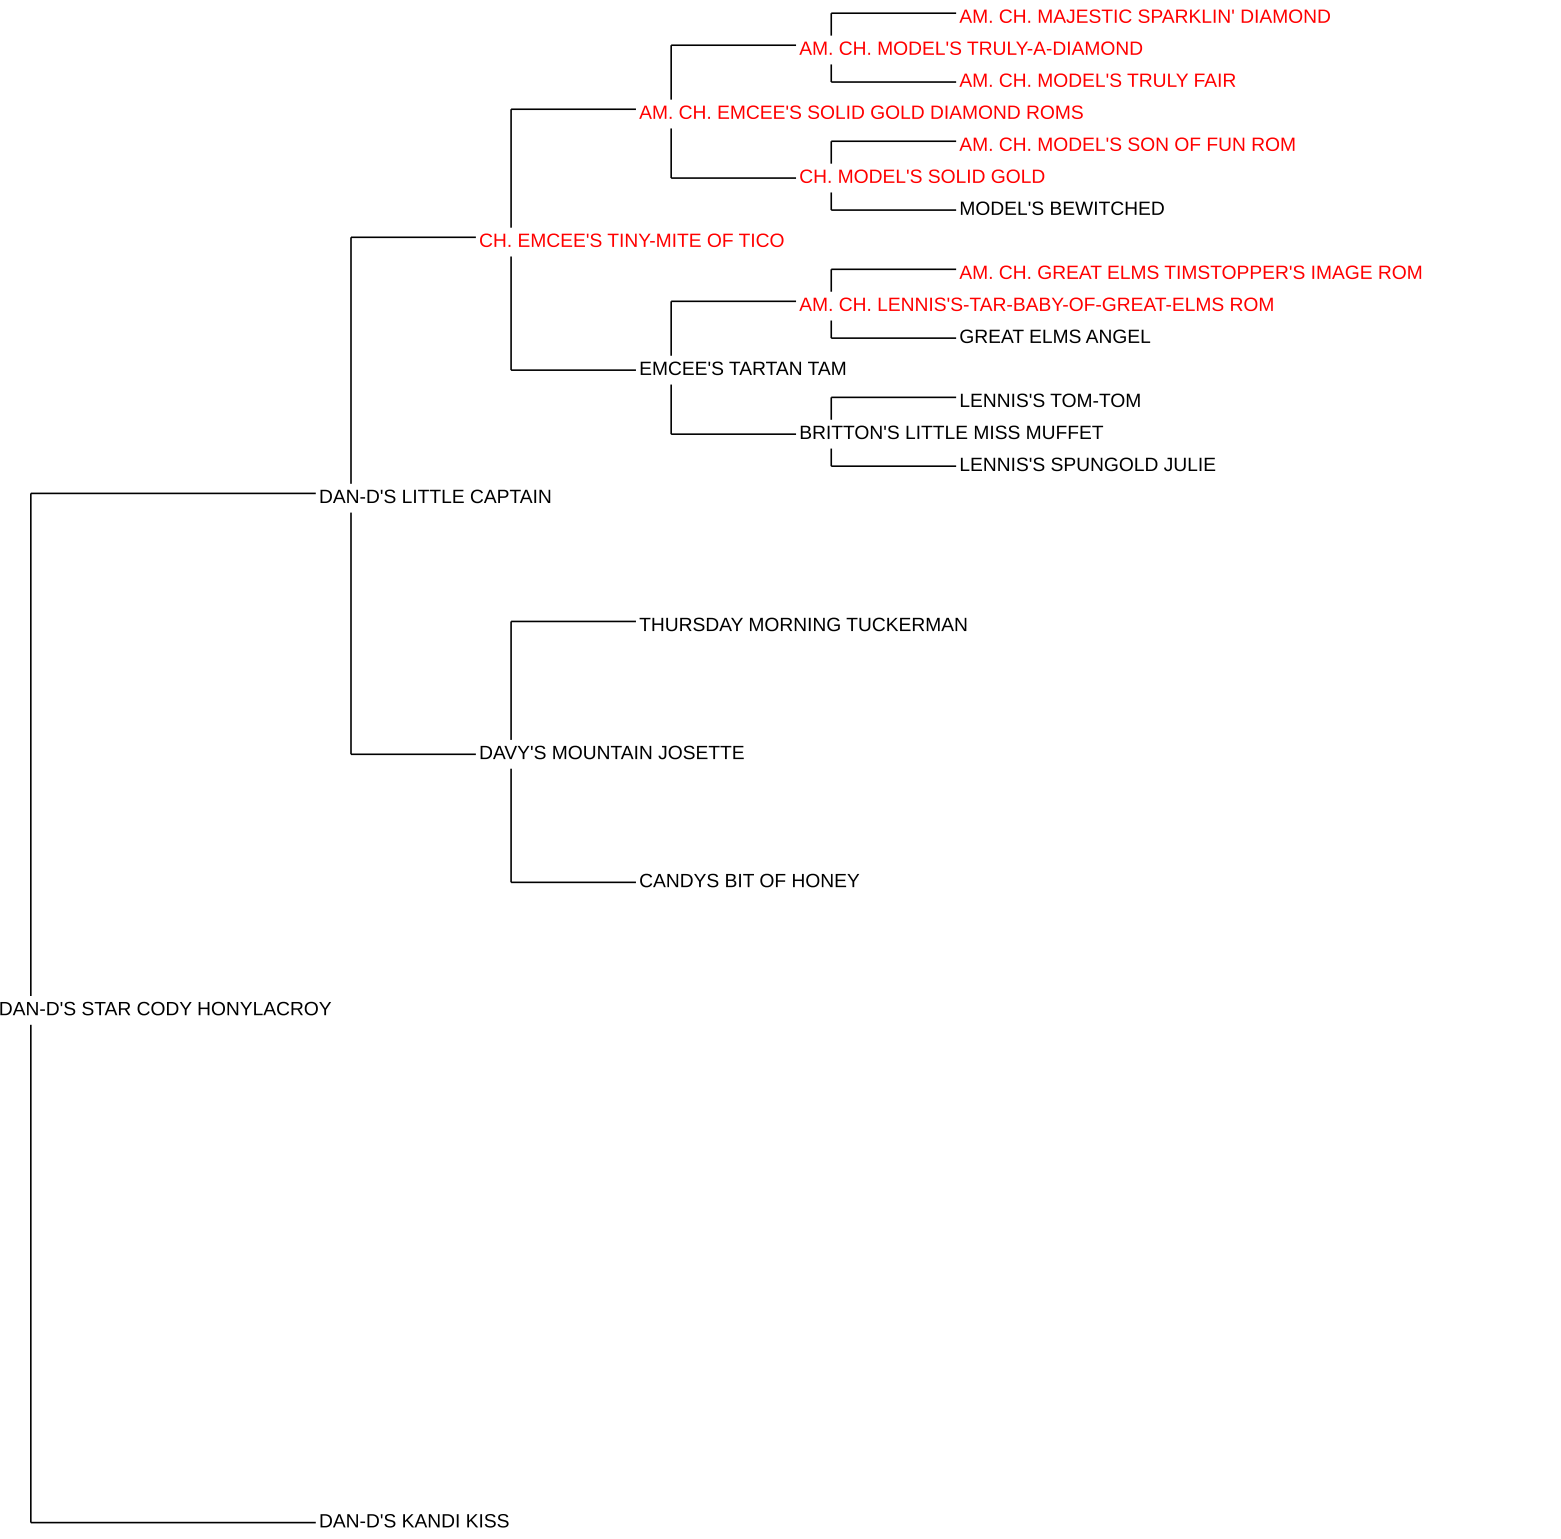 AM. CH. MAJESTIC SPARKLIN' DIAMOND
AM. CH. MODEL'S TRULY-A-DIAMOND
AM. CH. MODEL'S TRULY FAIR
AM. CH. EMCEE'S SOLID GOLD DIAMOND ROMS
AM. CH. MODEL'S SON OF FUN ROM
CH. MODEL'S SOLID GOLD
MODEL'S BEWITCHED
CH. EMCEE'S TINY-MITE OF TICO
AM. CH. GREAT ELMS TIMSTOPPER'S IMAGE ROM
AM. CH. LENNIS'S-TAR-BABY-OF-GREAT-ELMS ROM
GREAT ELMS ANGEL
EMCEE'S TARTAN TAM
LENNIS'S TOM-TOM
BRITTON'S LITTLE MISS MUFFET
LENNIS'S SPUNGOLD JULIE
DAN-D'S LITTLE CAPTAIN
THURSDAY MORNING TUCKERMAN
DAVY'S MOUNTAIN JOSETTE
CANDYS BIT OF HONEY
DAN-D'S STAR CODY HONYLACROY
DAN-D'S KANDI KISS